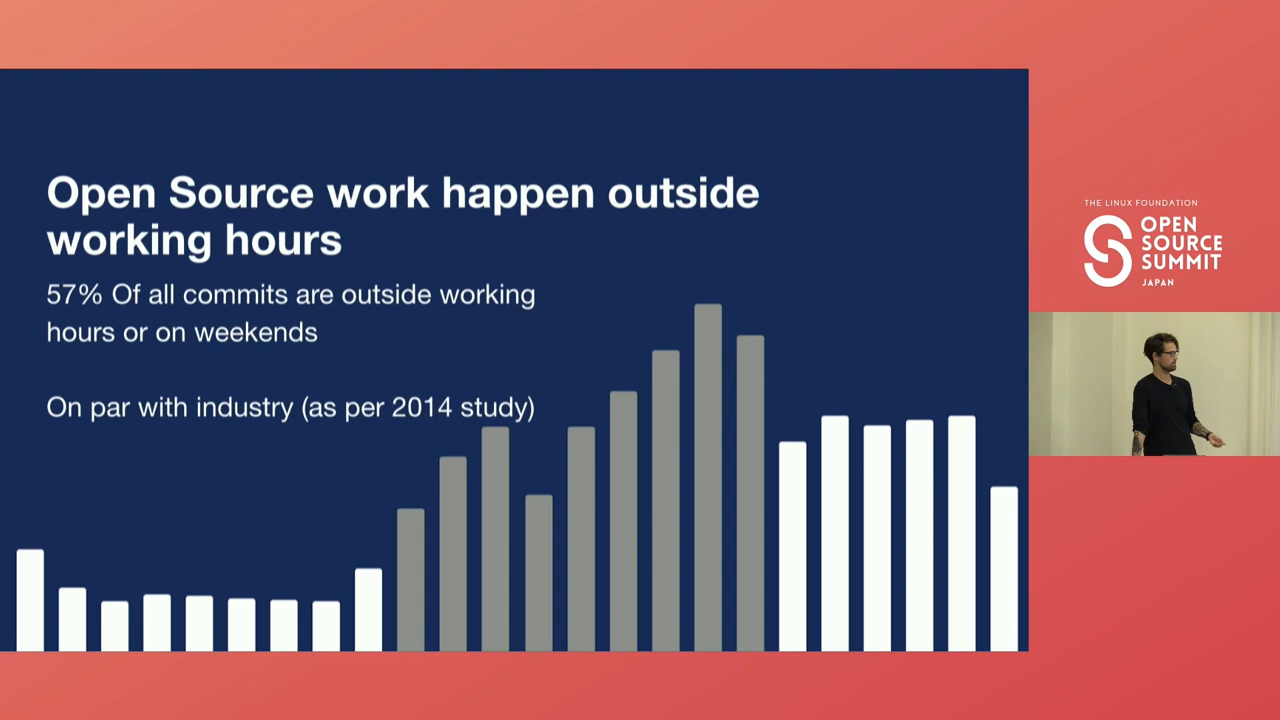 Open Source work happen outside
working hours
57% Of all commits are outside working
hours or on weekends
On par with industry (as per 2014 study)
THE LINUX FOUNDATION
OPEN
SOURCE
SUMMIT
JAPAN